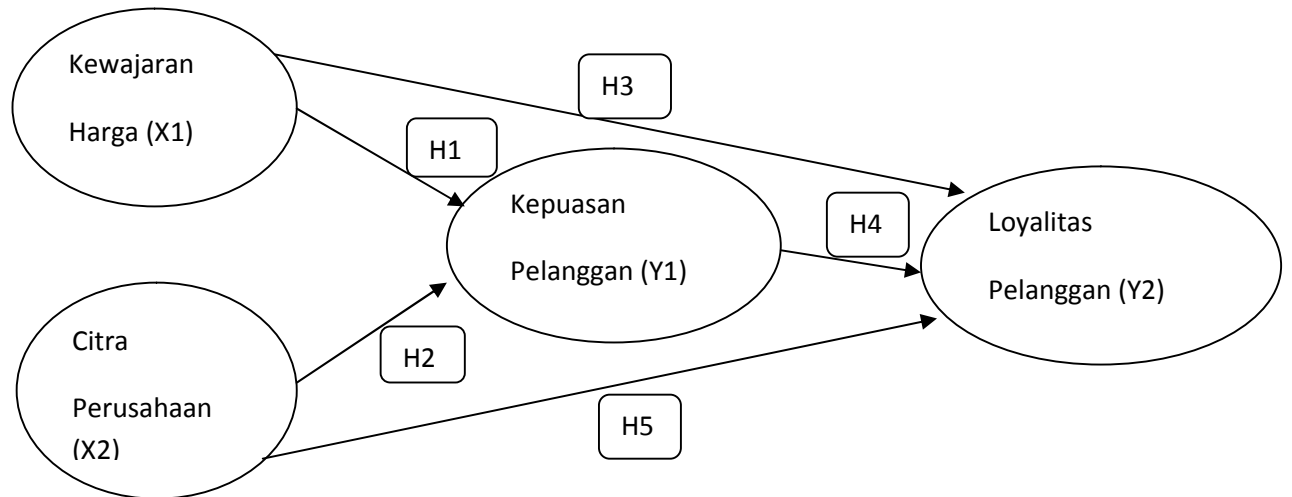 Kewajaran
Harga (X1)
H3
H1
Kepuasan
Pelanggan (Y1)
H4
Loyalitas
Pelanggan (Y2)
Citra
Perusahaan
(X2)
H2
H5